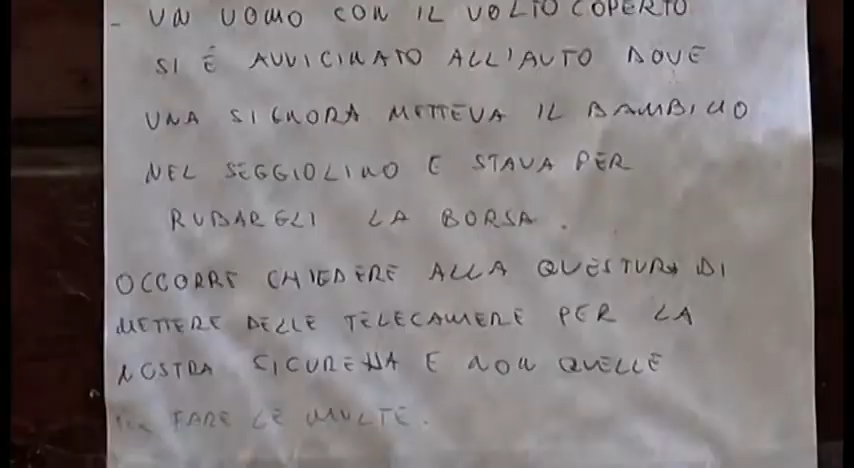 - UN UOMO CON IL VOLTO COPERTO
SI É AVVICINATO ALL'AUTO DOVE
UNA SIGNORA METTEVA IL BAMBINO
NEL SEGGIOLINO E STAVA PER
RUBARGLI LA BORSA.
OCCORRE CHIEDERE ALLA QUESTURA DI
METTERE DELLE TELECAMERE PER LA
NOSTRA SICUREZZA E NON QUELLE
PER FARE LE MULTE.